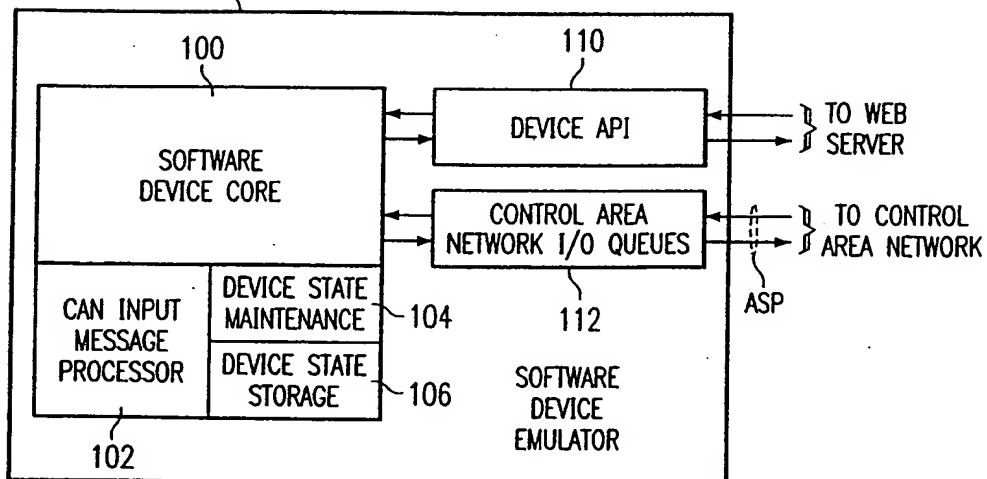 100
110
SOFTWARE
DEVICE CORE
DEVICE API
TO WEB
SERVER
CONTROL AREA
NETWORK I/O QUEUES
TO CONTROL
AREA NETWORK
CAN INPUT
MESSAGE
PROCESSOR
DEVICE STATE
MAINTENANCE
104
112
ASP
DEVICE STATE
STORAGE
106
SOFTWARE
DEVICE
EMULATOR
102